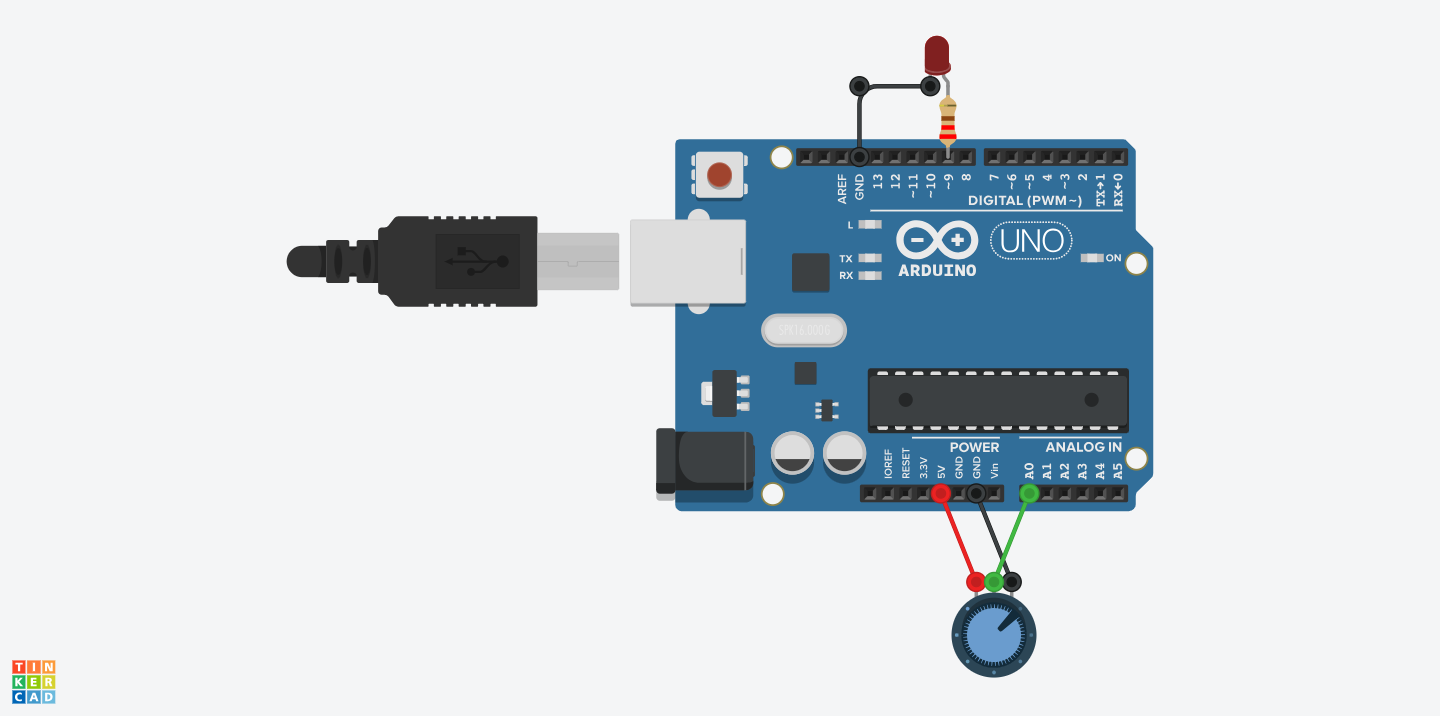 AREF
GND
13
12
~11
~10
~9
8
7
~6
~5
4
~3
2
TX→1
RX←0
DIGITAL (PWM~)
L
TX
RX
ARDUINO
UNO
ON
SPK16.000G
POWER
ANALOG IN
IOREF
RESET
3.3V
5V
GND
GND
Vin
A0
A1
A2
A3
A4
A5
TIN
KER
CAD